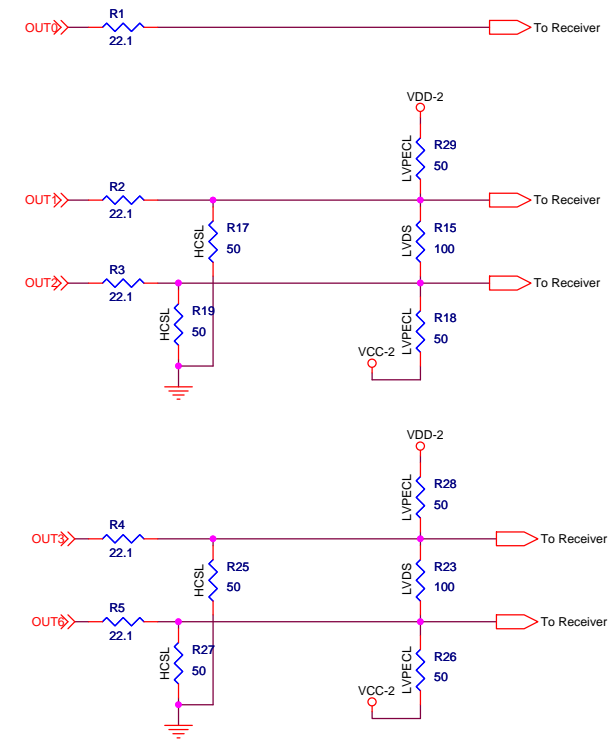 R1
OUT0
22.1
To Receiver
VDD-2
LVPECL
R29
50
R2
OUT1
22.1
To Receiver
HCSL
R17
50
LVDS
R15
100
R3
OUT2
22.1
To Receiver
HCSL
R19
50
LVPECL
R18
50
VCC-2
VDD-2
LVPECL
R28
50
R4
OUT3
22.1
To Receiver
HCSL
R25
50
LVDS
R23
100
R5
OUT6
22.1
To Receiver
HCSL
R27
50
LVPECL
R26
50
VCC-2